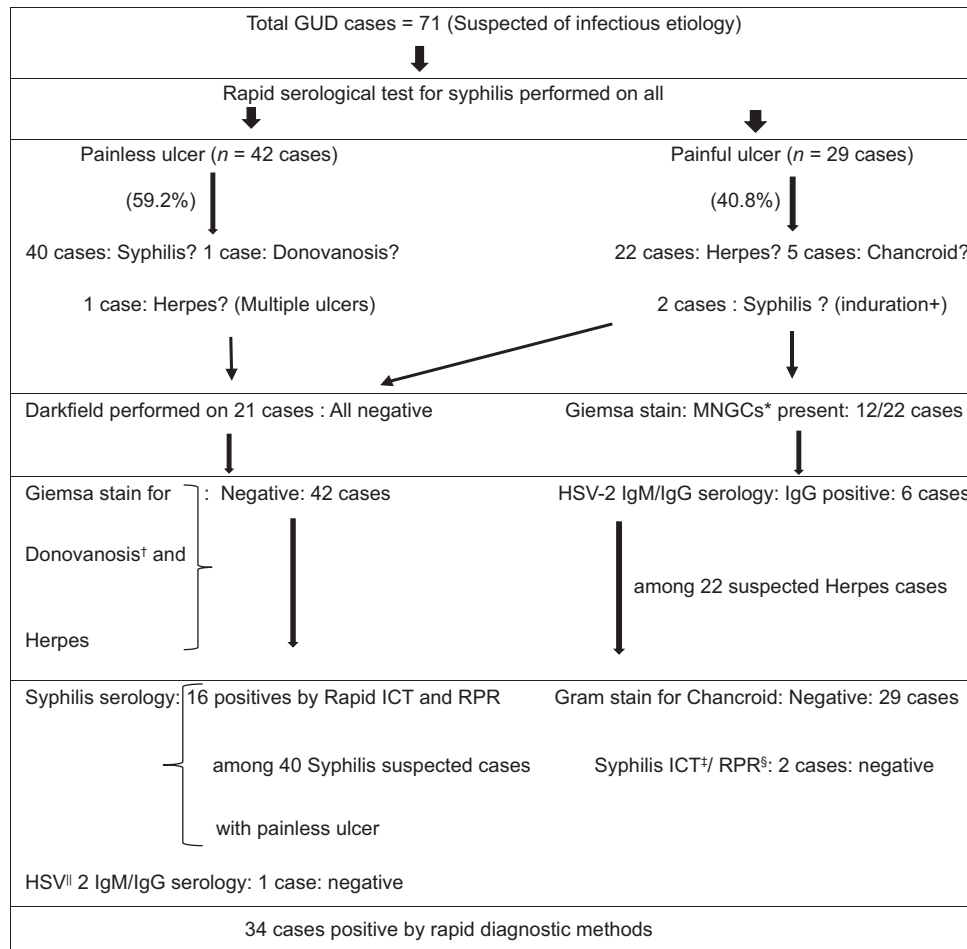 Total GUD cases = 71 (Suspected of infectious etiology)
Rapid serological test for syphilis performed on all
Painless ulcer (n = 42 cases)
(59.2%)
40 cases: Syphilis? 1 case: Donovanosis?
1 case: Herpes? (Multiple ulcers)
Painful ulcer (n = 29 cases)
(40.8%)
22 cases: Herpes? 5 cases: Chancroid?
2 cases : Syphilis ? (induration+)
Darkfield performed on 21 cases : All negative
Giemsa stain: MNGCs* present: 12/22 cases
Giemsa stain for
Donovanosis† and
Herpes
: Negative: 42 cases
HSV-2 IgM/IgG serology: IgG positive: 6 cases
among 22 suspected Herpes cases
Syphilis serology: 16 positives by Rapid ICT and RPR
among 40 Syphilis suspected cases
with painless ulcer
HSV|| 2 IgM/IgG serology: 1 case: negative
Gram stain for Chancroid: Negative: 29 cases
Syphilis ICT‡/ RPR§: 2 cases: negative
34 cases positive by rapid diagnostic methods